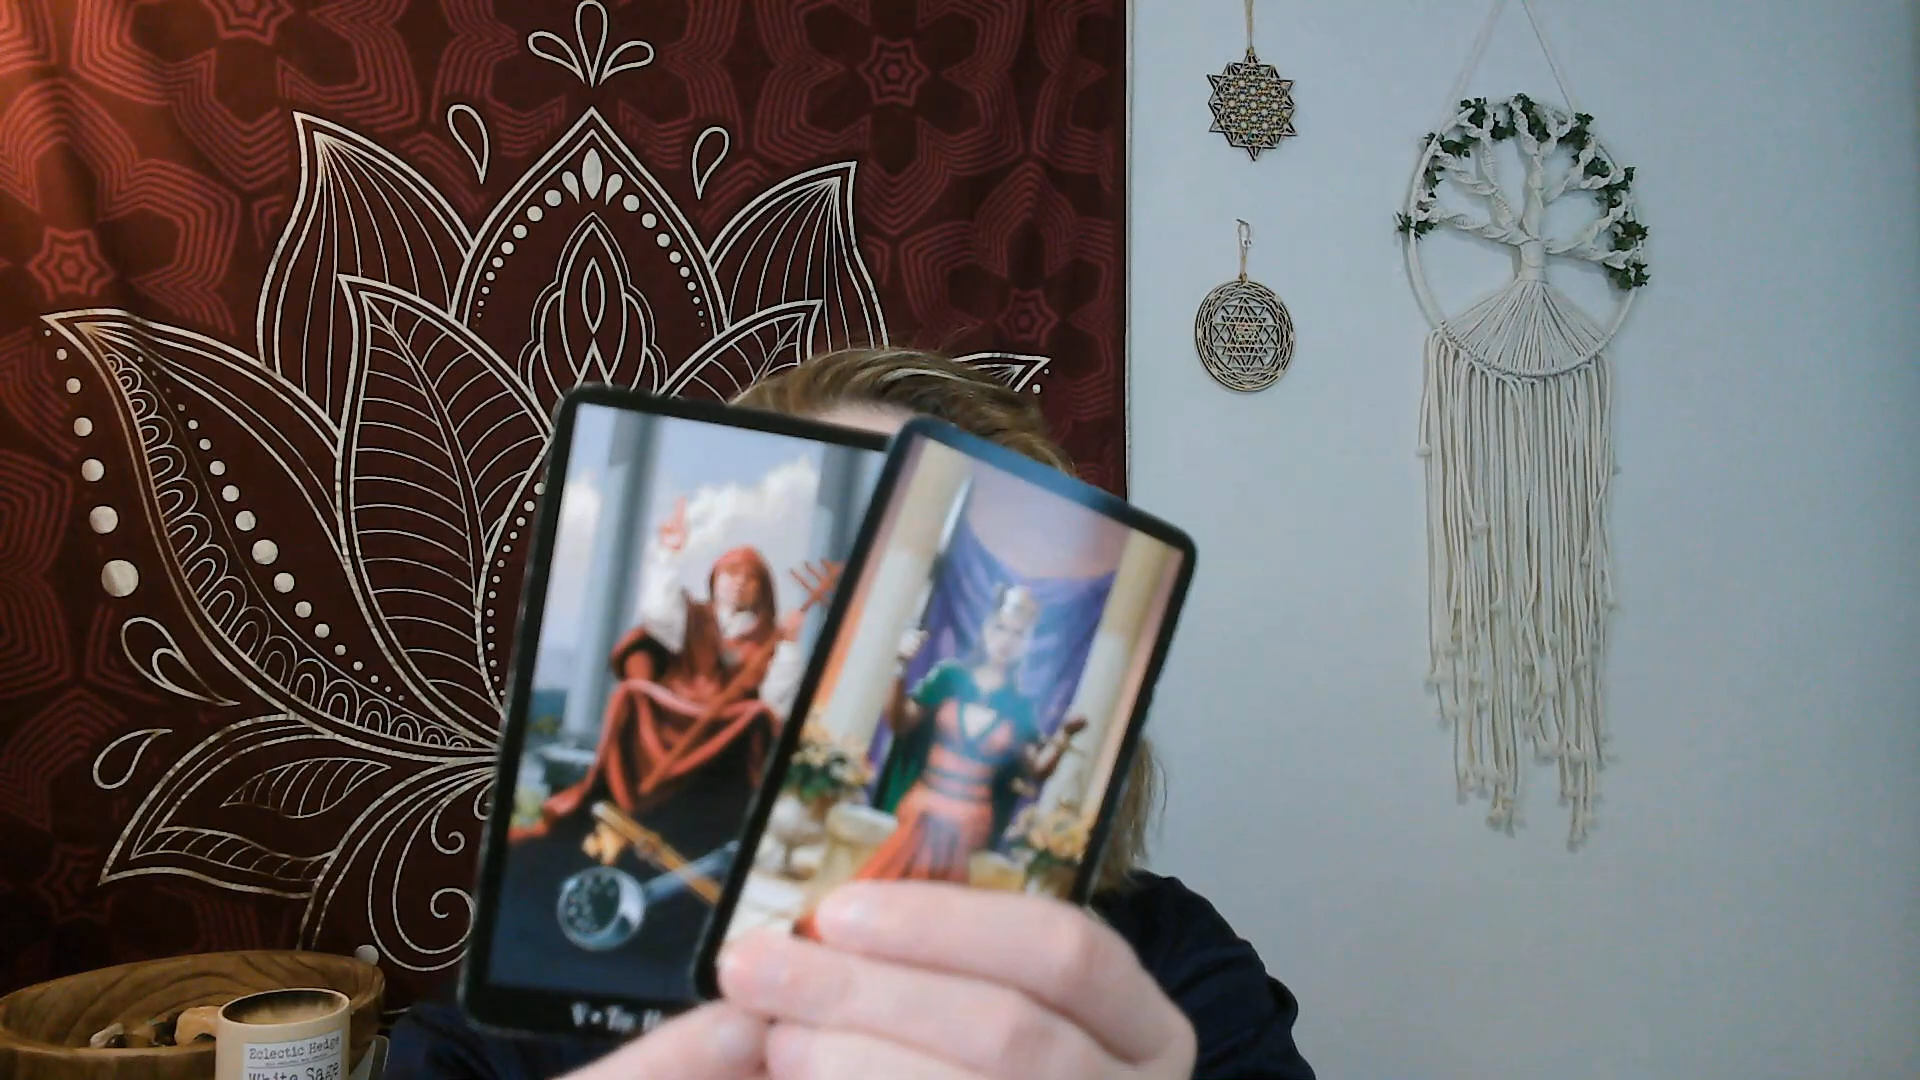 V • The H
Eclectic Hedge
White Sage